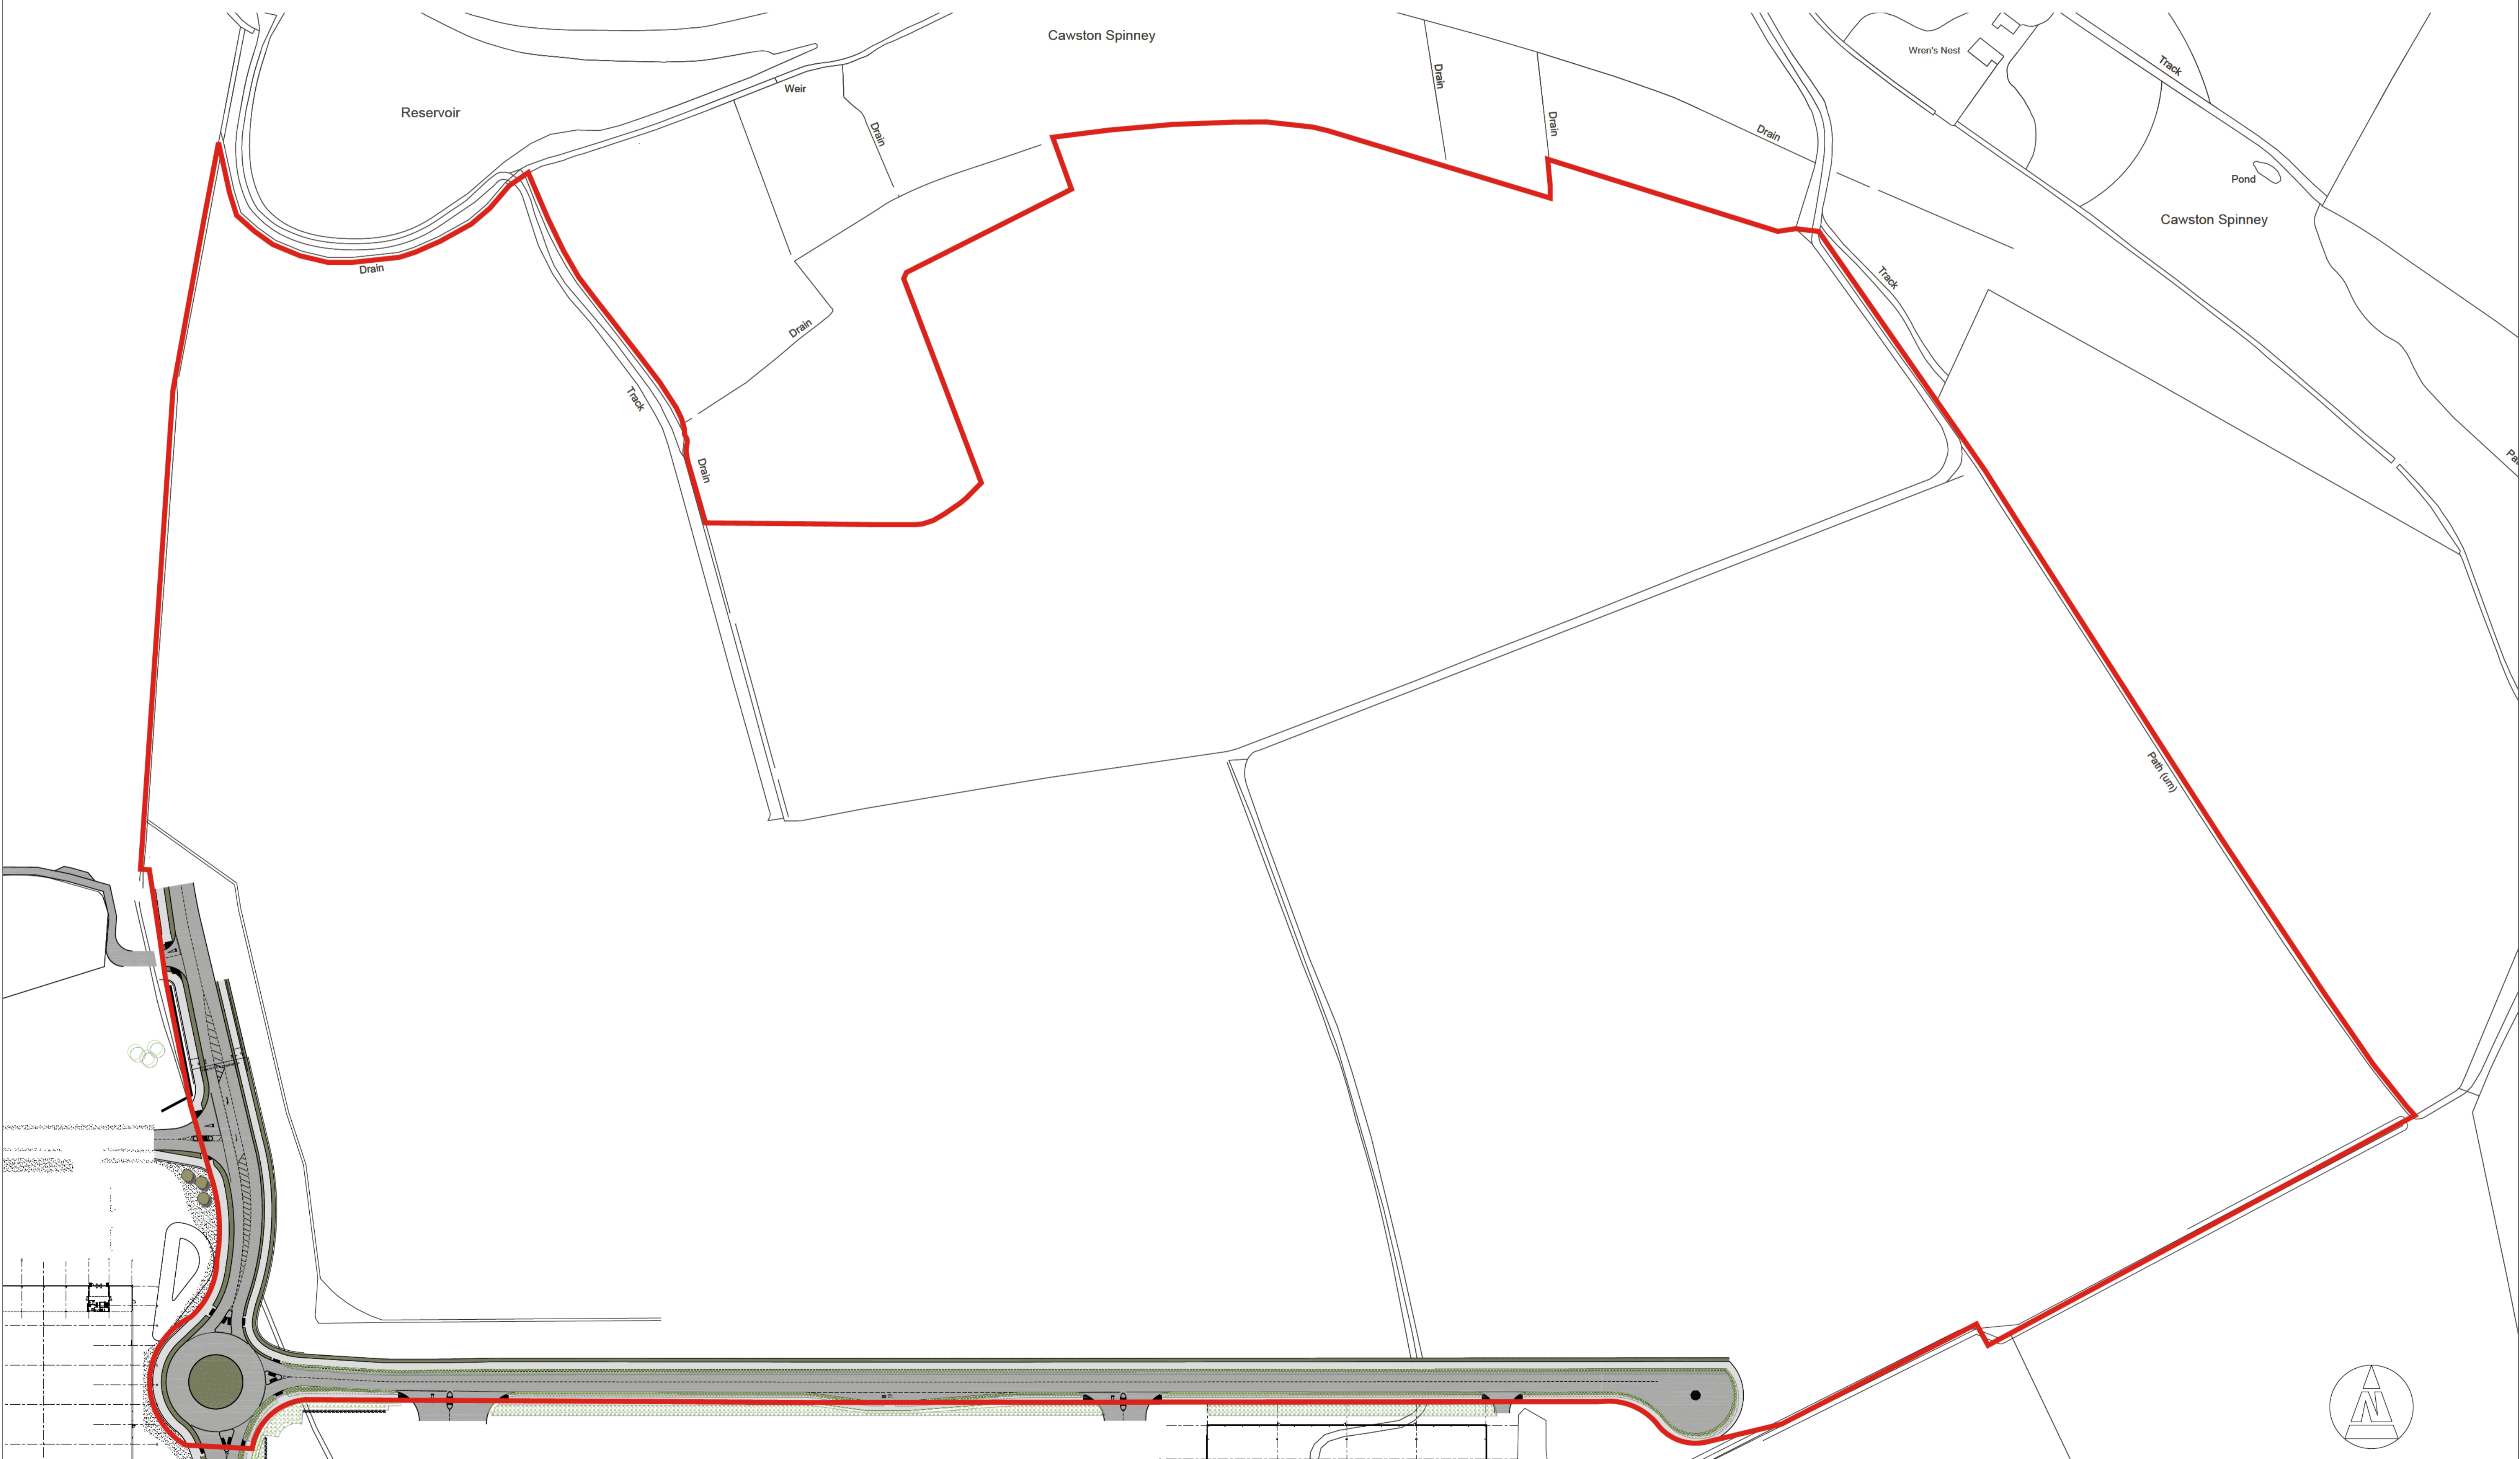 Cawston Spinney
Wren's Nest
Track
Drain
Weir
Reservoir
Drain
Drain
Drain
Pond
Cawston Spinney
Drain
Track
Drain
Track
Drain
Path (um)
N